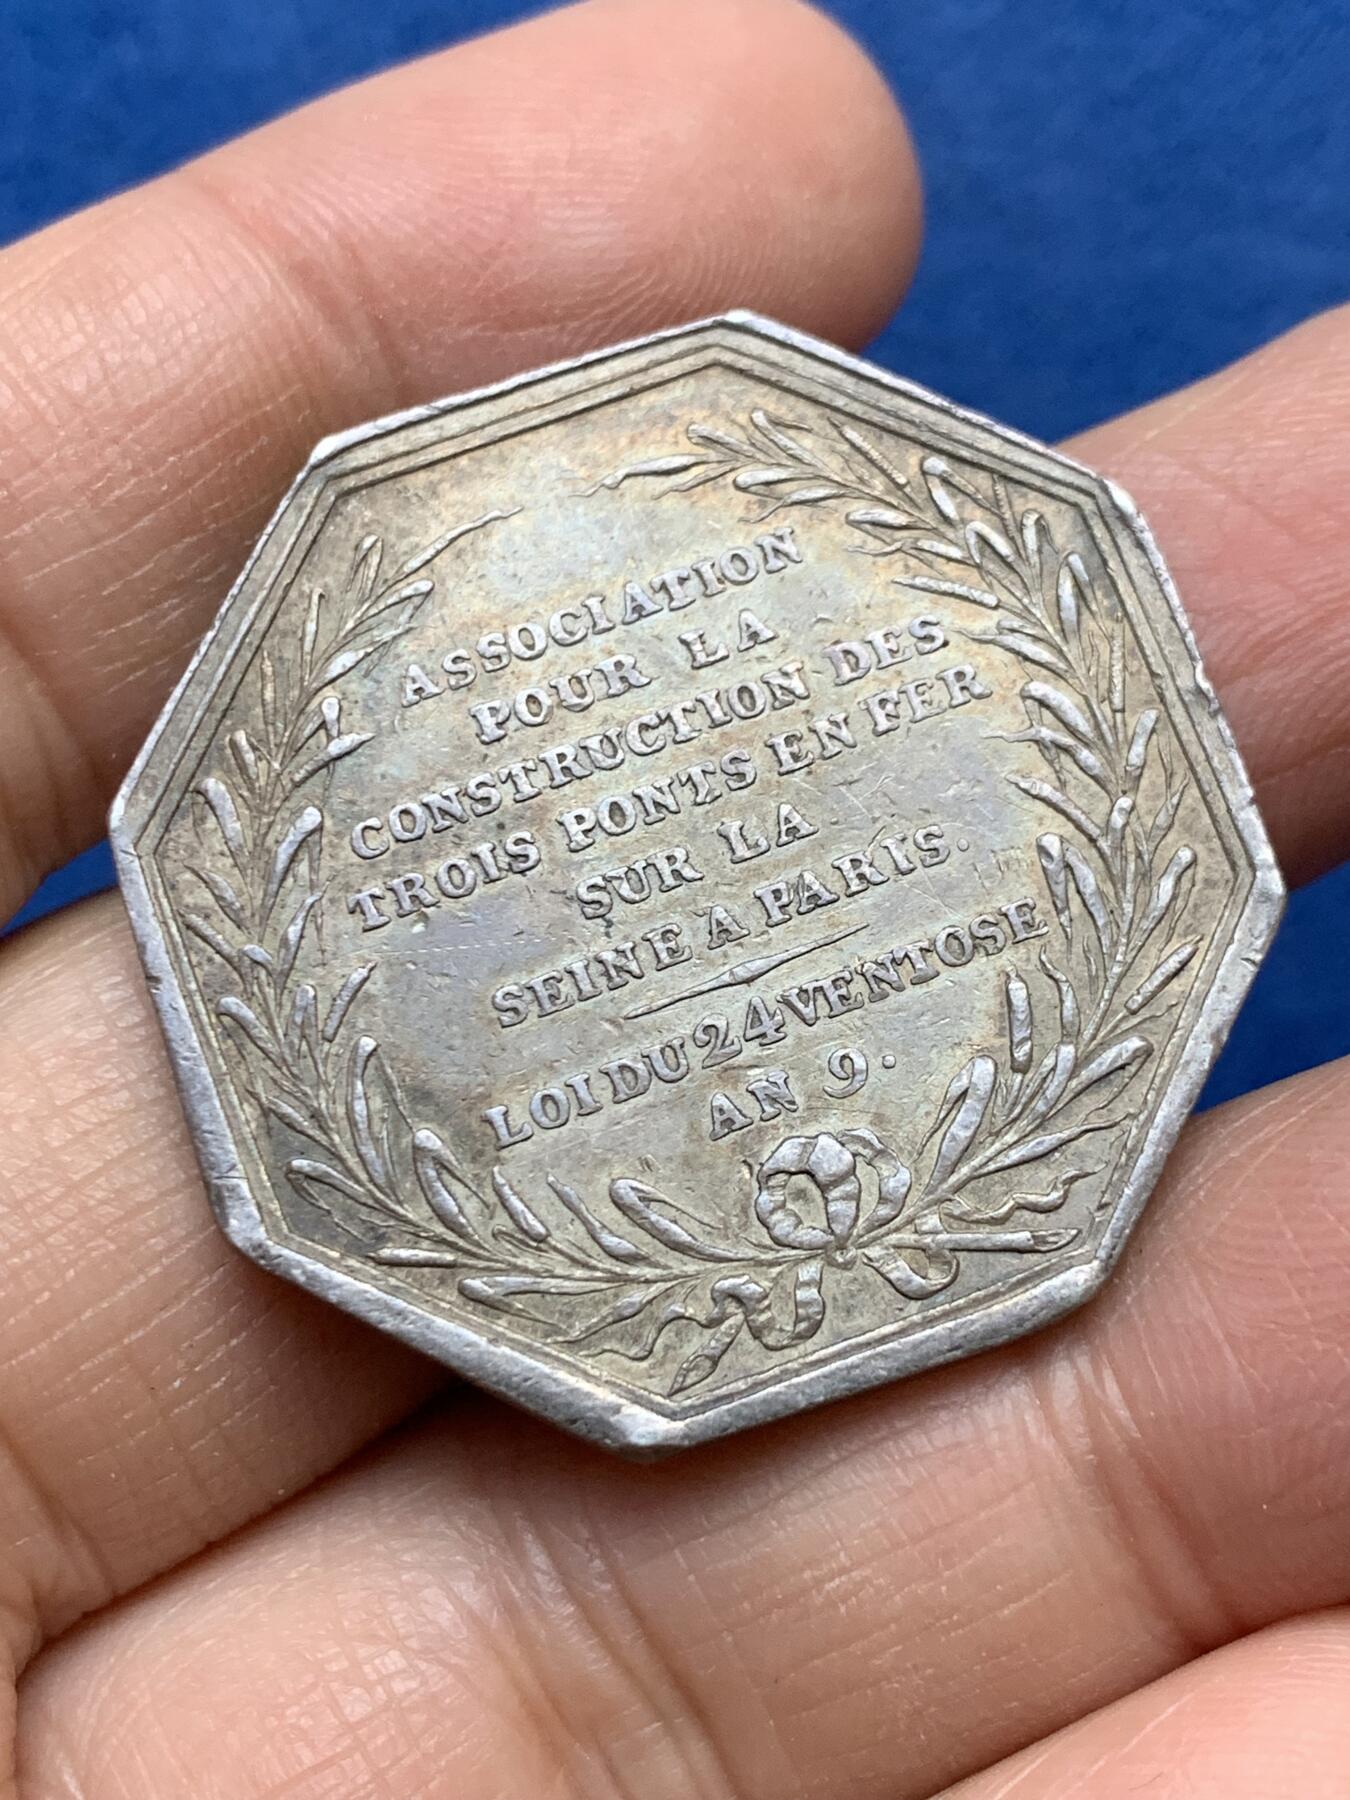 ASSOCIATION
POUR LA
CONSTRUCTION DES
TROIS PONTS EN FER
SUR LA
SEINE A PARIS.
LOI DU 24 VENTOSE
AN 9.